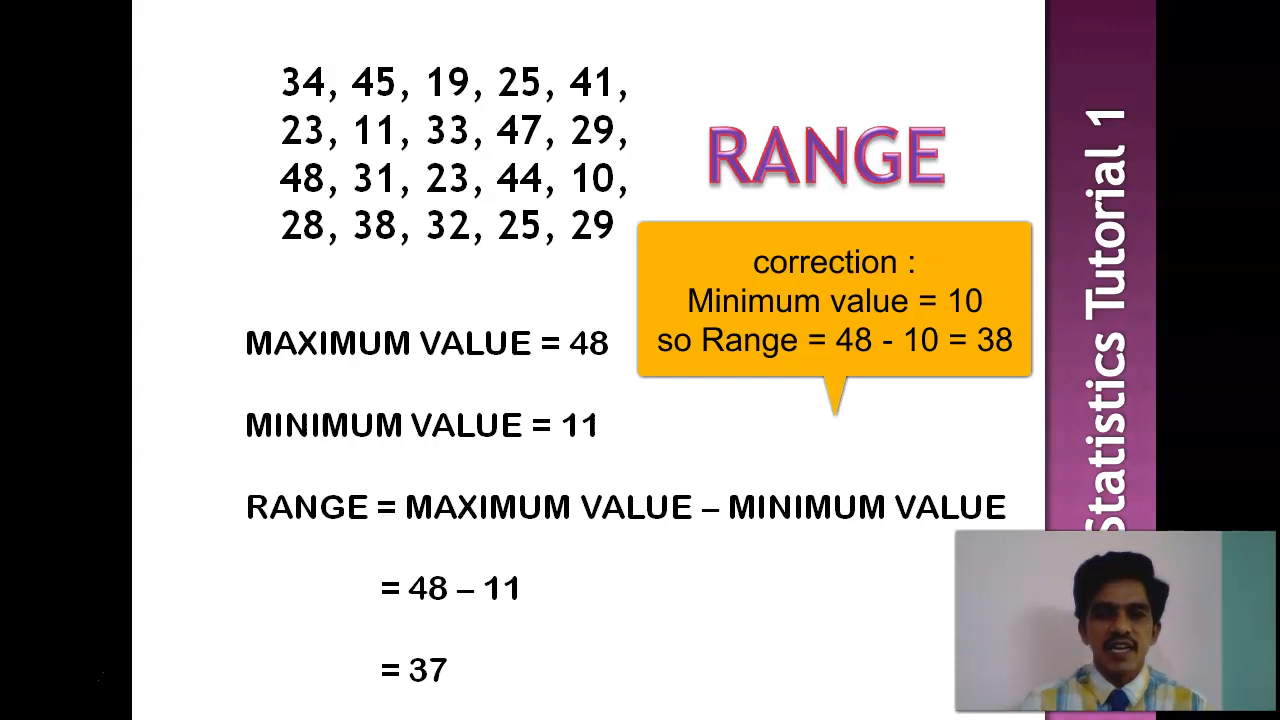 34, 45, 19, 25, 41,
23, 11, 33, 47, 29,
48, 31, 23, 44, 10,
28, 38, 32, 25, 29
RANGE
correction :
Minimum value = 10
so Range = 48 - 10 = 38
MAXIMUM VALUE = 48
MINIMUM VALUE = 11
RANGE = MAXIMUM VALUE – MINIMUM VALUE
= 48 – 11
= 37
Statistics Tutorial 1